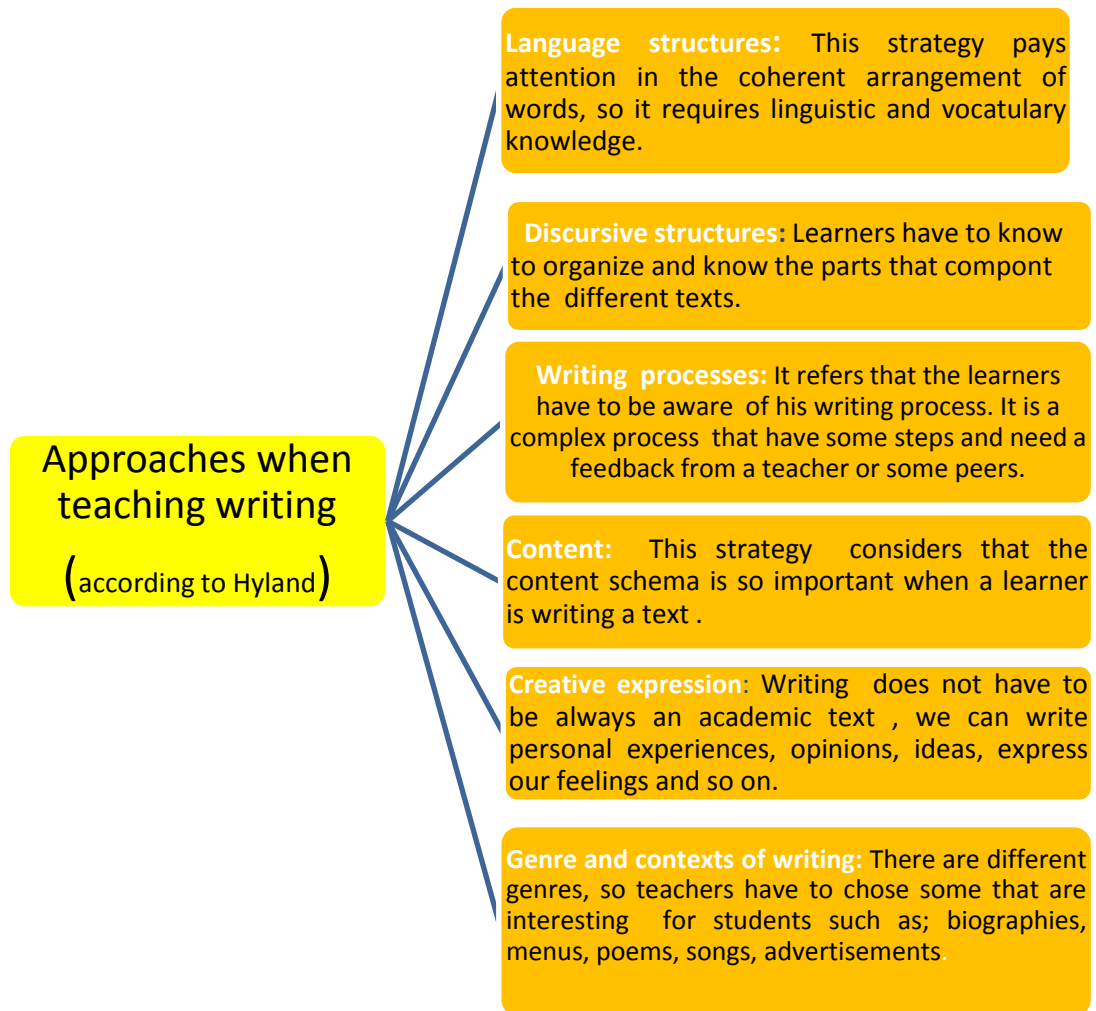 Approaches when
teaching writing
(according to Hyland)
Language structures: This strategy pays
attention in the coherent arrangement of
words, so it requires linguistic and vocatulary
knowledge.
Discursive structures: Learners have to know
to organize and know the parts that compont
the different texts.
Writing processes: It refers that the learners
have to be aware of his writing process. It is a
complex process that have some steps and need a
feedback from a teacher or some peers.
Content: This strategy considers that the
content schema is so important when a learner
is writing a text .
Creative expression: Writing does not have to
be always an academic text , we can write
personal experiences, opinions, ideas, express
our feelings and so on.
Genre and contexts of writing: There are different
genres, so teachers have to chose some that are
interesting for students such as; biographies,
menus, poems, songs, advertisements.